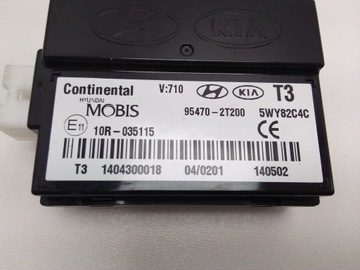 KIA
Continental V:710 HYUNDAI KIA T3
HYUNDAI
MOBIS 95470-2T200 5WY82C4C
E11 10R-035115 CE
T3 1404300018 04/0201 140502